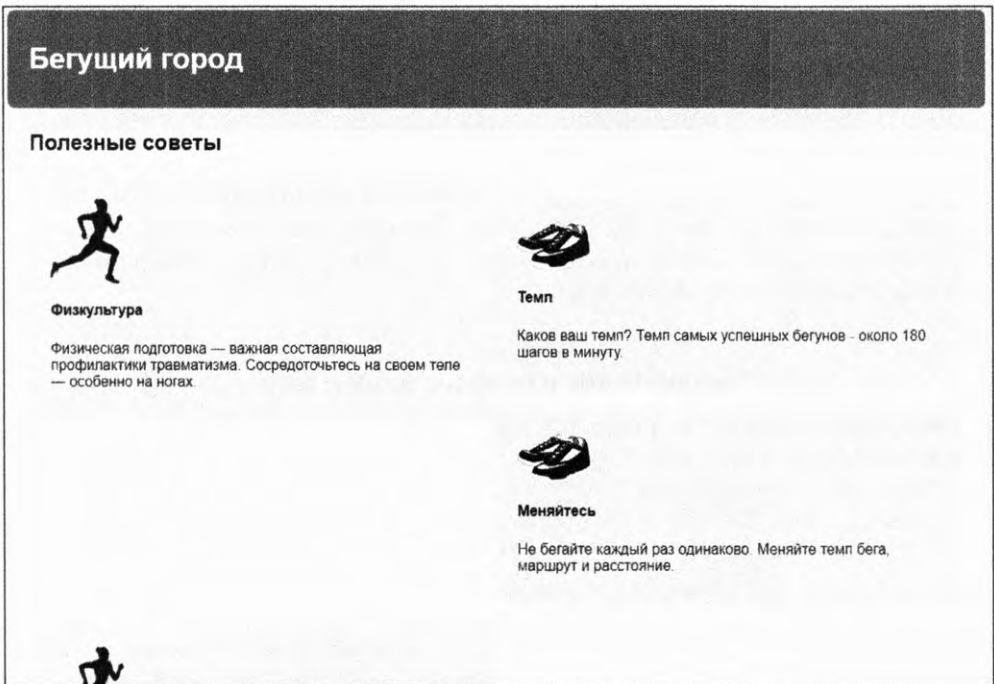 Бегущий город
Полезные советы
Физкультура
Физическая подготовка — важная составляющая
профилактики травматизма. Сосредоточьтесь на своем теле
— особенно на ногах.
Темп
Каков ваш темп? Темп самых успешных бегунов - около 180
шагов в минуту.
Меняйтесь
Не бегайте каждый раз одинаково. Меняйте темп бега,
маршрут и расстояние.